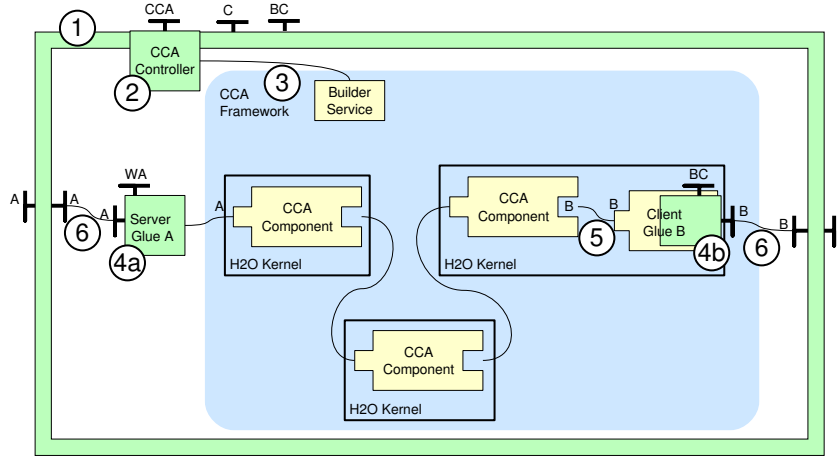 CCA
C
BC
1
CCA
Controller
2
3
CCA
Framework
Builder
Service
A
A
6
A
WA
Server
Glue A
4a
A
CCA
Component
H2O Kernel
CCA
Component
B
5
B
BC
Client
Glue B
4b
B
6
B
H2O Kernel
CCA
Component
H2O Kernel